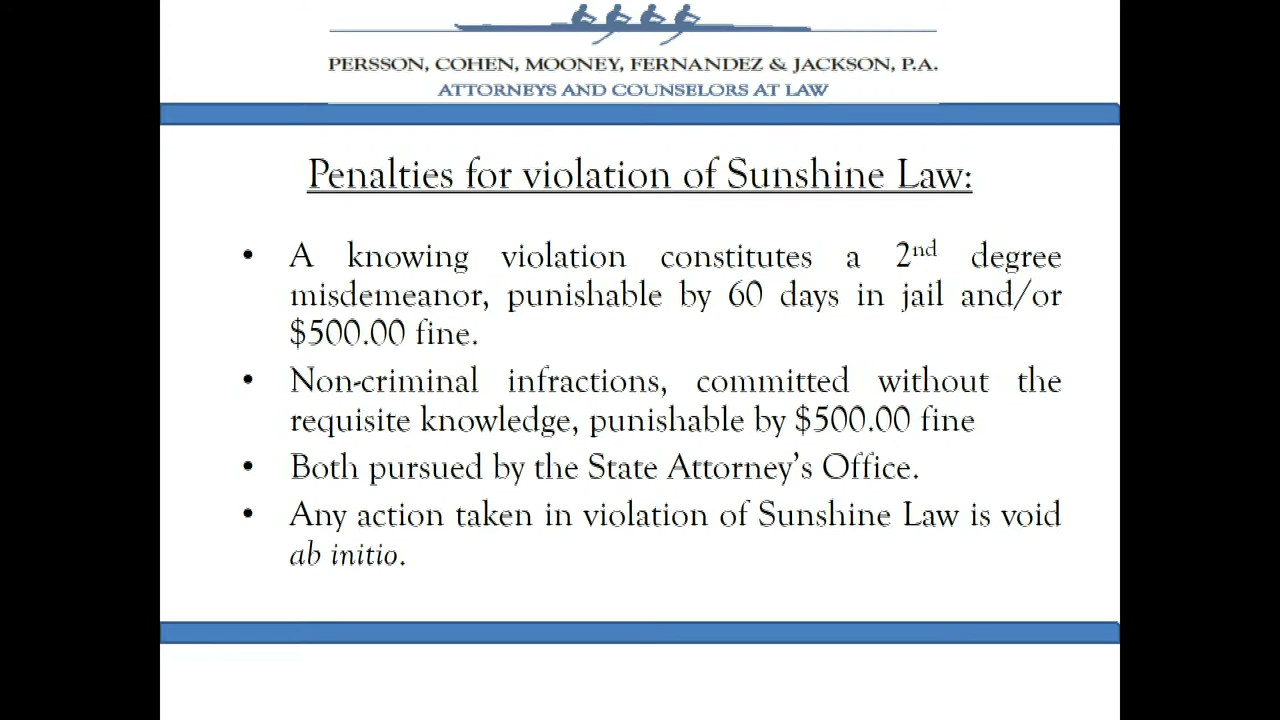 PERSSON, COHEN, MOONEY, FERNANDEZ & JACKSON, P.A.
ATTORNEYS AND COUNSELORS AT LAW
Penalties for violation of Sunshine Law:
• A knowing violation constitutes a 2nd degree
misdemeanor, punishable by 60 days in jail and/or
$500.00 fine.
• Non-criminal infractions, committed without the
requisite knowledge, punishable by $500.00 fine
• Both pursued by the State Attorney’s Office.
• Any action taken in violation of Sunshine Law is void
ab initio.